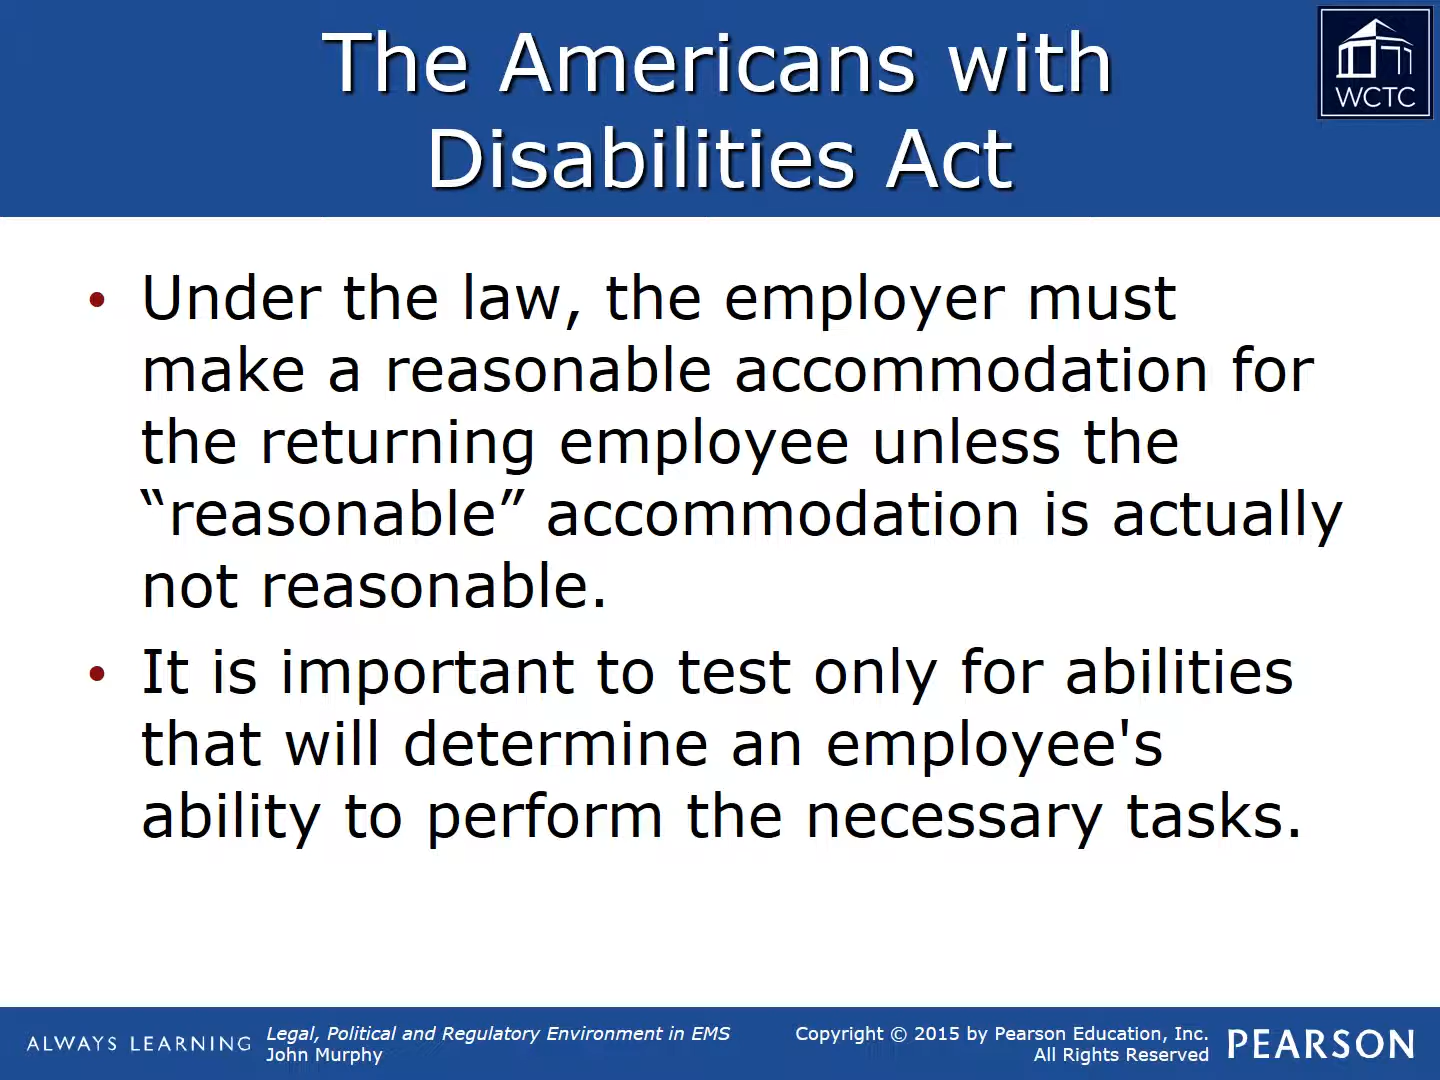 The Americans with
Disabilities Act
WCTC
• Under the law, the employer must
make a reasonable accommodation for
the returning employee unless the
“reasonable” accommodation is actually
not reasonable.
• It is important to test only for abilities
that will determine an employee's
ability to perform the necessary tasks.
ALWAYS LEARNING
Legal, Political and Regulatory Environment in EMS
John Murphy
Copyright © 2015 by Pearson Education, Inc.
All Rights Reserved
PEARSON